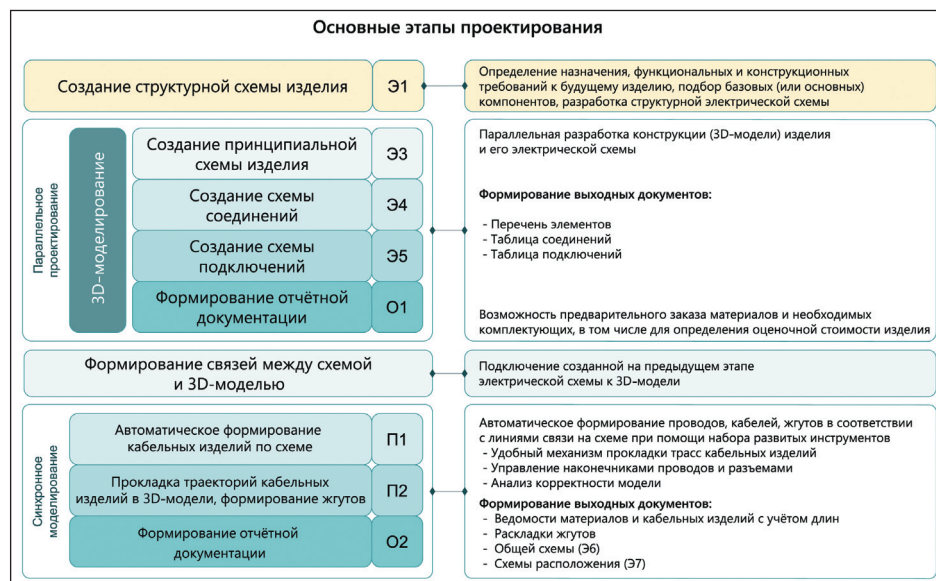 Основные этапы проектирования
Создание структурной схемы изделия
Э1
Определение назначения, функциональных и конструкционных
требований к будущему изделию, подбор базовых (или основных)
компонентов, разработка структурной электрической схемы
Параллельное
проектирование
3D-моделирование
Создание принципиальной
схемы изделия
Э3
Создание схемы
соединений
Э4
Создание схемы
подключений
Э5
Формирование отчётной
документации
О1
Параллельная разработка конструкции (3D-модели) изделия
и его электрической схемы
Формирование выходных документов:
- Перечень элементов
- Таблица соединений
- Таблица подключений
Возможность предварительного заказа материалов и необходимых
комплектующих, в том числе для определения оценочной стоимости изделия
Формирование связей между схемой
и 3D-моделью
Подключение созданной на предыдущем этапе
электрической схемы к 3D-модели
Синхронное
моделирование
Автоматическое формирование
кабельных изделий по схеме
П1
Прокладка траекторий кабельных
изделий в 3D-модели, формирование жгутов
П2
Формирование отчётной
документации
О2
Автоматическое формирование проводов, кабелей, жгутов в соответствии
с линиями связи на схеме при помощи набора развитых инструментов
- Удобный механизм прокладки трасс кабельных изделий
- Управление наконечниками проводов и разъемами
- Анализ корректности модели
Формирование выходных документов:
- Ведомости материалов и кабельных изделий с учётом длин
- Раскладки жгутов
- Общей схемы (Э6)
- Схемы расположения (Э7)